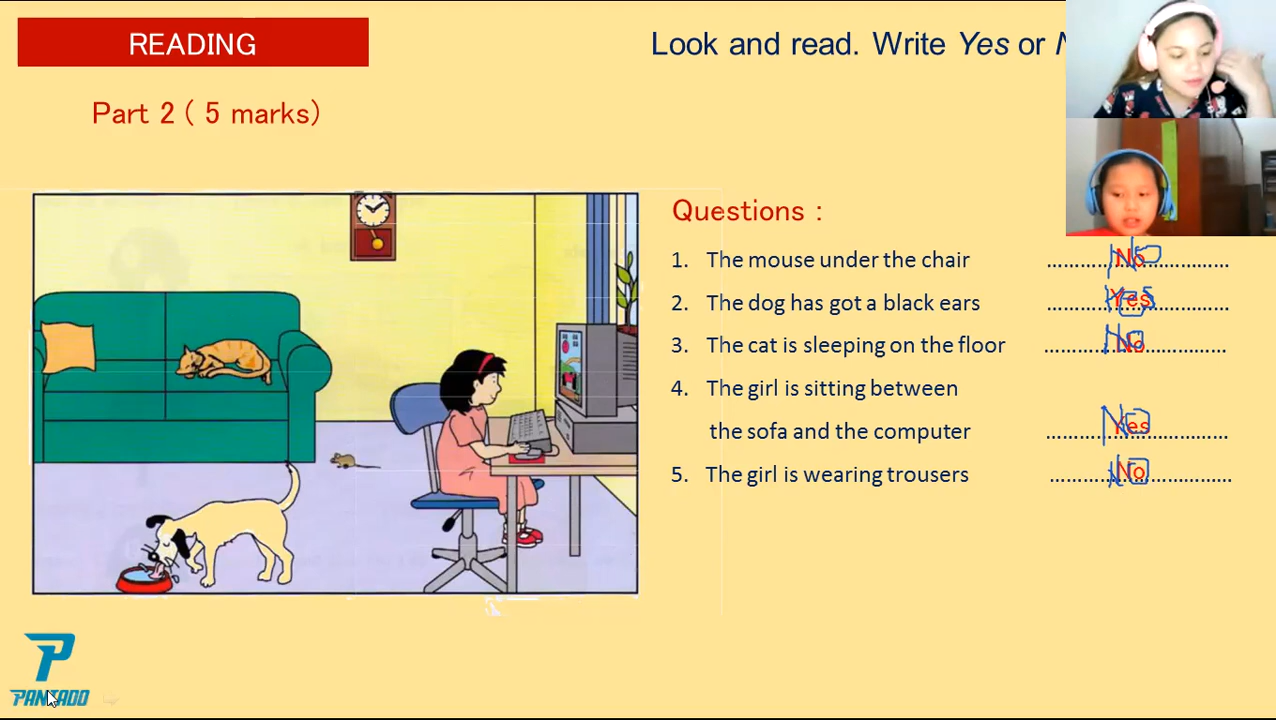 READING
Look and read. Write Yes or
Part 2 ( 5 marks)
Questions :
1. The mouse under the chair ............................... No
2. The dog has got a black ears ............................... Yes
3. The cat is sleeping on the floor ............................... No
4. The girl is sitting between
the sofa and the computer ............................... Yes
5. The girl is wearing trousers ............................... No
PANKADO